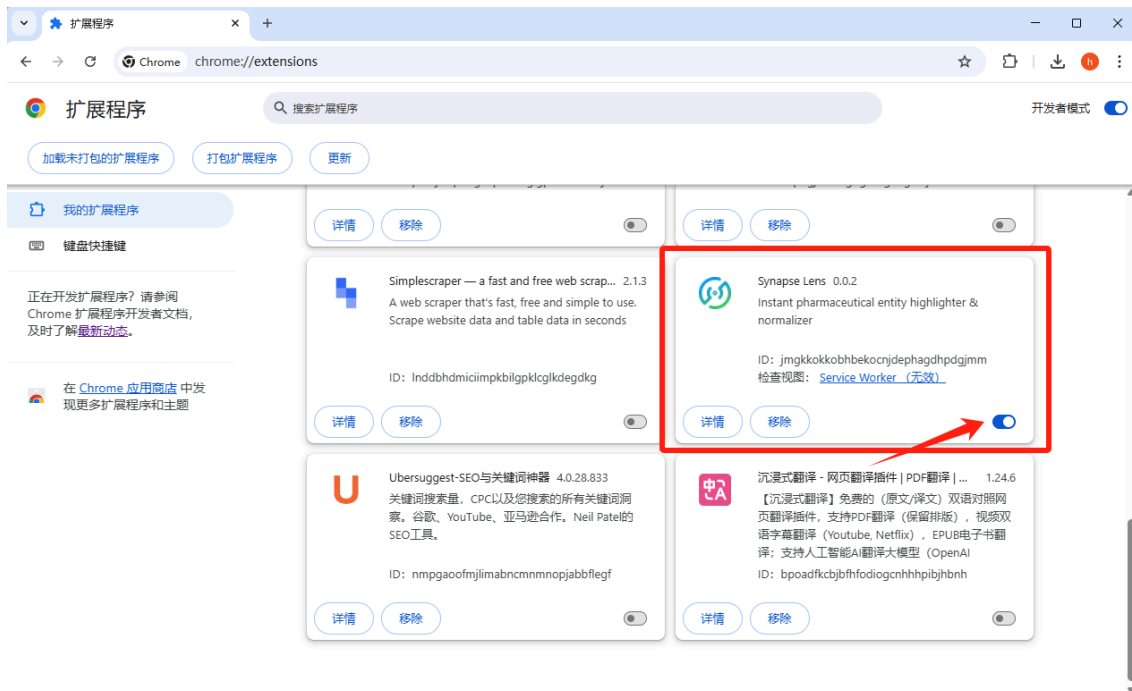 扩展程序
Chrome
chrome://extensions
h
扩展程序
搜索扩展程序
开发者模式
加载未打包的扩展程序
打包扩展程序
更新
我的扩展程序
键盘快捷键
正在开发扩展程序？请参阅
Chrome 扩展程序开发者文档，
及时了解最新动态。
在 Chrome 应用商店 中发
现更多扩展程序和主题
详情
移除
详情
移除
Simplescraper — a fast and free web scrap... 2.1.3
A web scraper that's fast, free and simple to use.
Scrape website data and table data in seconds
ID：lnddbhdmiciimpkbilgpklcglkdegdkg
详情
移除
Synapse Lens 0.0.2
Instant pharmaceutical entity highlighter &
normalizer
ID：jmgkkokkobhbekocnjdephagdhpdgjmm
检查视图： Service Worker （无效）
详情
移除
Ubersuggest-SEO与关键词神器 4.0.28.833
关键词搜索量，CPC以及您搜索的所有关键词洞
察。谷歌、YouTube、亚马逊合作。Neil Patel的
SEO工具。
ID：nmpgaoofmjlimabncmnmnopjabbflegf
详情
移除
沉浸式翻译 - 网页翻译插件 | PDF翻译 | ... 1.24.6
【沉浸式翻译】免费的（原文/译文）双语对照网
页翻译插件，支持PDF翻译（保留排版），视频双
语字幕翻译（Youtube, Netflix），EPUB电子书翻
译；支持人工智能AI翻译大模型（OpenAI
ID：bpoadfkcbjbfhfodiogcnhhhpibjhbnh
详情
移除